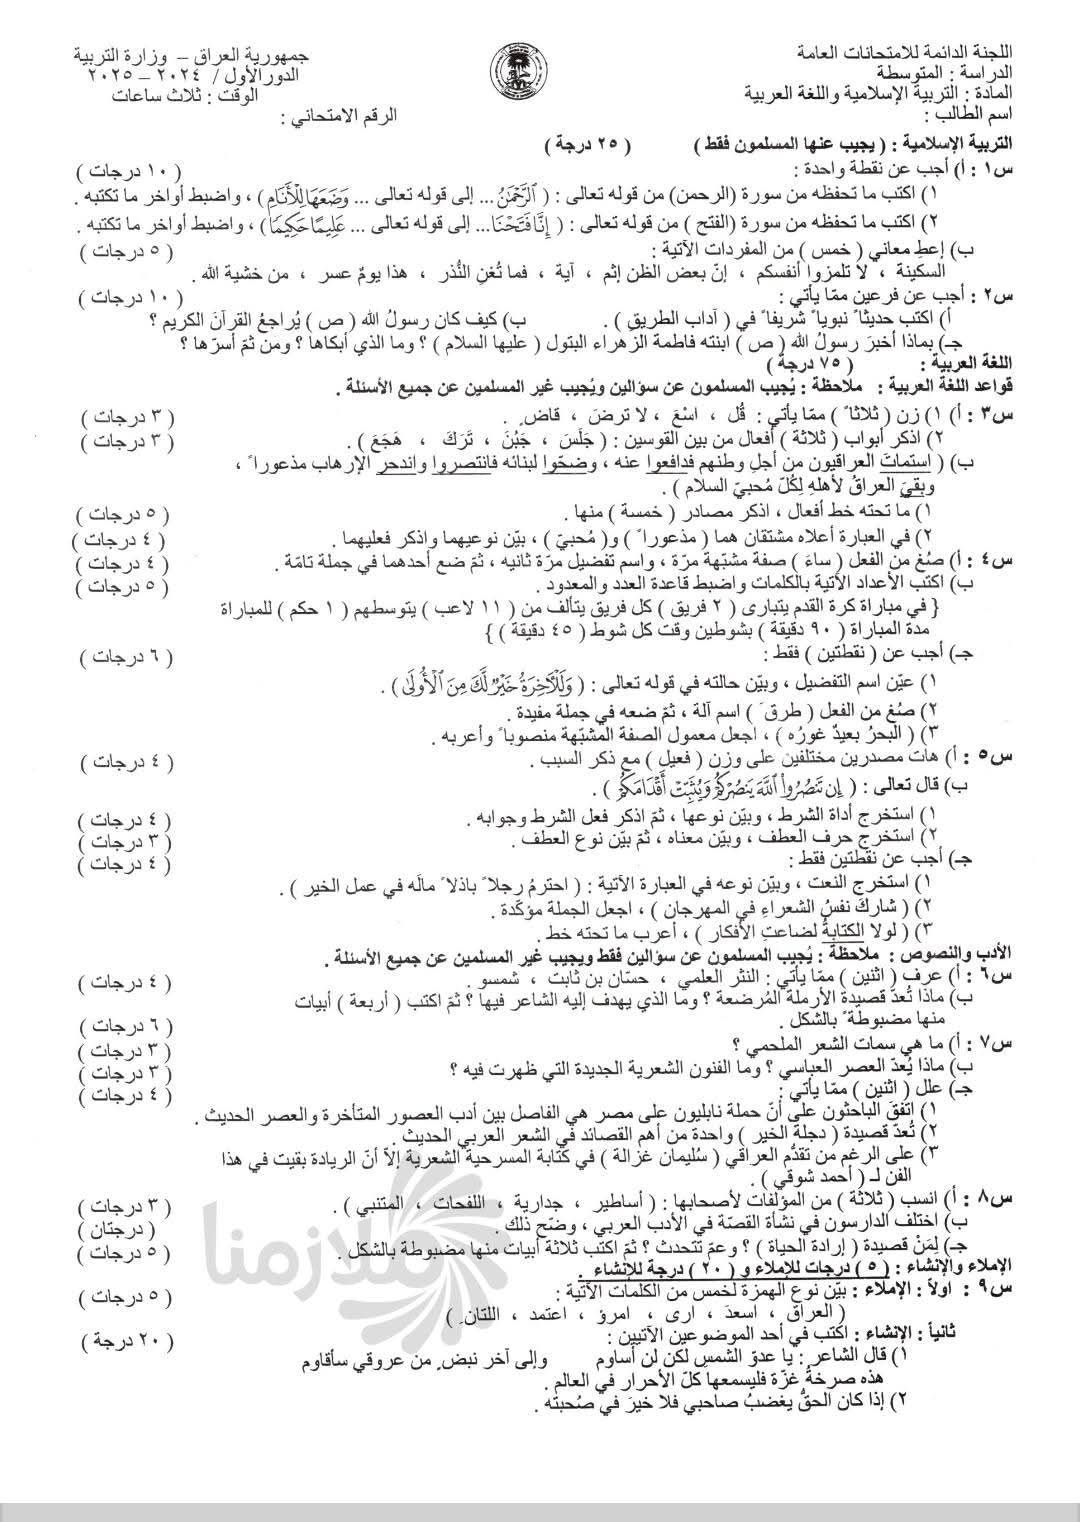 اللجنة الدائمة للامتحانات العامة
الدراسة : المتوسطة
المادة : التربية الإسلامية واللغة العربية
اسم الطالب :
جمهورية العراق – وزارة التربية
الدور الأول / ٢٠٢٤ – ٢٠٢٥
الوقت : ثلاث ساعات
الرقم الامتحاني :
التربية الإسلامية : ( يجيب عنها المسلمون فقط ) ( ٢٥ درجة )
س١ : أ) أجب عن نقطة واحدة : ( ١٠ درجات )
١) اكتب ما تحفظه من سورة (الرحمن) من قوله تعالى : ( الرَّحْمَٰنُ ... إلى قوله تعالى ... وَضَعَهَا لِلْأَنَامِ ) ، واضبط أواخر ما تكتبه .
٢) اكتب ما تحفظه من سورة (الفتح ) من قوله تعالى : ( إِنَّا فَتَحْنَا... إلى قوله تعالى ... عَلِيمًا حَكِيمًا ) ، واضبط أواخر ما تكتبه .
ب) إعطِ معاني ( خمس ) من المفردات الآتية : ( ٥ درجات )
السكينة ، لا تلمزوا أنفسكم ، إنّ بعض الظن إثم ، آية ، فما تُغنِ النُّذر ، هذا يومٌ عسر ، من خشية الله .
س٢ : أجب عن فرعين ممّا يأتي : ( ١٠ درجات )
أ) اكتب حديثاً نبوياً شريفاً في ( آداب الطريقِ ) . ب) كيف كان رسولُ الله ( ص ) يُراجعُ القرآنَ الكريم ؟
جـ) بماذا أخبرَ رسولُ الله ( ص ) ابنته فاطمة الزهراء البتول ( عليها السلام ) ؟ وما الذي أبكاها ؟ ومن ثمّ أسرّها ؟
اللغة العربية : ( ٧٥ درجة )
قواعد اللغة العربية : ملاحظة : يُجيب المسلمون عن سؤالين ويُجيب غير المسلمين عن جميع الأسئلة .
س٣ : أ) ١) زن ( ثلاثاً ) ممّا يأتي : قُل ، اسْعَ ، لا ترضَ ، قاضٍ . ( ٣ درجات )
٢) اذكر أبواب ( ثلاثة ) أفعال من بين القوسين : ( جَلَسَ ، جَبُنَ ، تَرَكَ ، هَجَعَ ) . ( ٣ درجات )
ب) ( استماتَ العراقيون من أجلِ وطنهم فدافعوا عنه ، وضحّوا لبنائه فانتصروا واندحر الإرهاب مذعوراً ،
وبقيَ العراقُ لأهلهِ لِكُلّ مُحبيّ السلام ) .
١) ما تحته خط أفعال ، اذكر مصادر ( خمسة ) منها . ( ٥ درجات )
٢) في العبارة أعلاه مشتقان هما ( مذعوراً ) و( مُحبيّ ) ، بيّن نوعيهما واذكر فعليهما . ( ٤ درجات )
س٤ : أ) صُغ من الفعل ( ساءَ ) صفة مشبّهة مرّة ، واسم تفضيل مرّة ثانيه ، ثمّ ضع أحدهما في جملة تامّة . ( ٤ درجات )
ب) اكتب الأعداد الآتية بالكلمات واضبط قاعدة العدد والمعدود . ( ٥ درجات )
{ في مباراة كرة القدم يتبارى ( ٢ فريق ) كل فريق يتألف من ( ١١ لاعب ) يتوسطهم ( ١ حكم ) للمباراة
مدة المباراة ( ٩٠ دقيقة ) بشوطين وقت كل شوط ( ٤٥ دقيقة ) }
جـ) أجب عن ( نقطتين ) فقط : ( ٦ درجات )
١) عيّن اسم التفضيل ، وبيّن حالته في قوله تعالى : ( وَلَلْآخِرَةُ خَيْرٌ لَّكَ مِنَ الْأُولَىٰ ) .
٢) صُغ من الفعل ( طرقَ ) اسم آلة ، ثمّ ضعه في جملة مفيدة .
٣) ( البحرُ بعيدٌ غورُه ) ، اجعل معمول الصفة المشبّهة منصوباً وأعربه .
س٥ : أ) هات مصدرين مختلفين على وزن ( فعيل ) مع ذكر السبب . ( ٤ درجات )
ب) قال تعالى : ( إِن تَنصُرُوا اللَّهَ يَنصُرْكُمْ وَيُثَبِّتْ أَقْدَامَكُمْ ) .
١) استخرج أداة الشرط ، وبيّن نوعها ، ثمّ اذكر فعل الشرط وجوابه . ( ٤ درجات )
٢) استخرج حرف العطف ، وبيّن معناه ، ثمّ بيّن نوع العطف . ( ٣ درجات )
جـ) أجب عن نقطتين فقط : ( ٤ درجات )
١) استخرج النعت ، وبيّن نوعه في العبارة الآتية : ( احترمُ رجلاً باذلاً مالَه في عمل الخير ) .
٢) ( شاركَ نفسُ الشعراءِ في المهرجان ) ، اجعل الجملة مؤكّدة .
٣) ( لولا الكتابةُ لضاعتِ الأفكار ) ، أعرب ما تحته خط .
الأدب والنصوص : ملاحظة : يُجيب المسلمون عن سؤالين فقط ويجيب غير المسلمين عن جميع الأسئلة .
س٦ : أ) عرف ( اثنين ) ممّا يأتي : النثر العلمي ، حسّان بن ثابت ، شمسو . ( ٤ درجات )
ب) ماذا تُعدّ قصيدة الأرملة المُرضعة ؟ وما الذي يهدف إليه الشاعر فيها ؟ ثمّ اكتب ( أربعة ) أبيات
منها مضبوطةً بالشكل . ( ٦ درجات )
س٧ : أ) ما هي سمات الشعر الملحمي ؟ ( ٣ درجات )
ب) ماذا يُعدّ العصر العباسي ؟ وما الفنون الشعرية الجديدة التي ظهرت فيه ؟ ( ٣ درجات )
جـ) علل ( اثنين ) ممّا يأتي : ( ٤ درجات )
١) اتفق الباحثون على أنّ حملة نابليون على مصر هي الفاصل بين أدب العصور المتأخرة والعصر الحديث .
٢) تُعدّ قصيدة ( دجلة الخير ) واحدة من أهم القصائد في الشعر العربي الحديث .
٣) على الرغم من تقدُّم العراقي ( سُليمان غزالة ) في كتابة المسرحية الشعرية إلاّ أنّ الريادة بقيت في هذا
الفن لـ ( أحمد شوقي ) .
س٨ : أ) انسب ( ثلاثة ) من المؤلفات لأصحابها : ( أساطير ، جدارية ، اللفحات ، المتنبي ) . ( ٣ درجات )
ب) اختلف الدارسون في نشأة القصّة في الأدب العربي ، وضّح ذلك . ( درجتان )
جـ) لِمَنْ قصيدة ( إرادة الحياة ) ؟ وعمّ تتحدث ؟ ثمّ اكتب ثلاثة أبيات منها مضبوطة بالشكل . ( ٥ درجات )
الإملاء والإنشاء : ( ٥ ) درجات للإملاء و ( ٢٠ ) درجة للإنشاء .
س٩ : أولاً : الإملاء : بيّن نوع الهمزة لخمس من الكلمات الآتية : ( ٥ درجات )
( العراق ، اسعدَ ، ارى ، امرؤ ، اعتمد ، اللتانِ )
ثانياً : الإنشاء : اكتب في أحد الموضوعين الآتيين : ( ٢٠ درجة )
١) قال الشاعر : يا عدوّ الشمسِ لكن لن أساوم وإلى آخر نبضٍ من عروقي سأقاوم
هذه صرخةُ غزّة فليسمعها كلّ الأحرار في العالم .
٢) إذا كان الحقُّ يغضبُ صاحبي فلا خيرَ في صُحبته .
ملازمنا